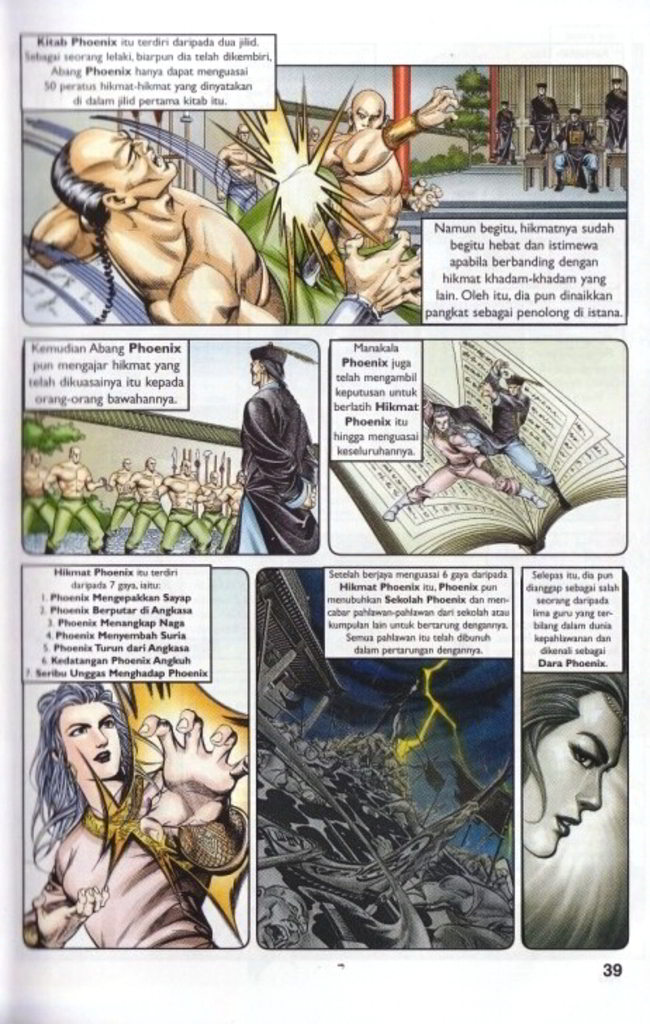 Kitab Phoenix itu terdiri daripada dua jilid.
Sebagai seorang lelaki, biarpun dia telah dikembiri,
Abang Phoenix hanya dapat menguasai
50 peratus hikmat-hikmat yang dinyatakan
di dalam jilid pertama kitab itu.
Namun begitu, hikmatnya sudah
begitu hebat dan istimewa
apabila berbanding dengan
hikmat khadam-khadam yang
lain. Oleh itu, dia pun dinaikkan
pangkat sebagai penolong di istana.
Kemudian Abang Phoenix
pun mengajar hikmat yang
telah dikuasainya itu kepada
orang-orang bawahannya.
Manakala
Phoenix juga
telah mengambil
keputusan untuk
berlatih Hikmat
Phoenix itu
hingga menguasai
keseluruhannya.
Hikmat Phoenix itu terdiri
daripada 7 gaya, iaitu:
1. Phoenix Mengepakkan Sayap
2. Phoenix Berputar di Angkasa
3. Phoenix Menangkap Naga
4. Phoenix Menyembah Suria
5. Phoenix Turun dari Angkasa
6. Kedatangan Phoenix Angkuh
7. Seribu Unggas Menghadap Phoenix
Setelah berjaya menguasai 6 gaya daripada
Hikmat Phoenix itu, Phoenix pun
menubuhkan Sekolah Phoenix dan men-
cabar pahlawan-pahlawan dari sekolah atau
kumpulan lain untuk bertarung dengannya.
Semua pahlawan itu telah dibunuh
dalam pertarungan dengannya.
Selepas itu, dia pun
dianggap sebagai salah
seorang daripada
lima guru yang ter-
bilang dalam dunia
kepahlawanan dan
dikenali sebagai
Dara Phoenix.
39